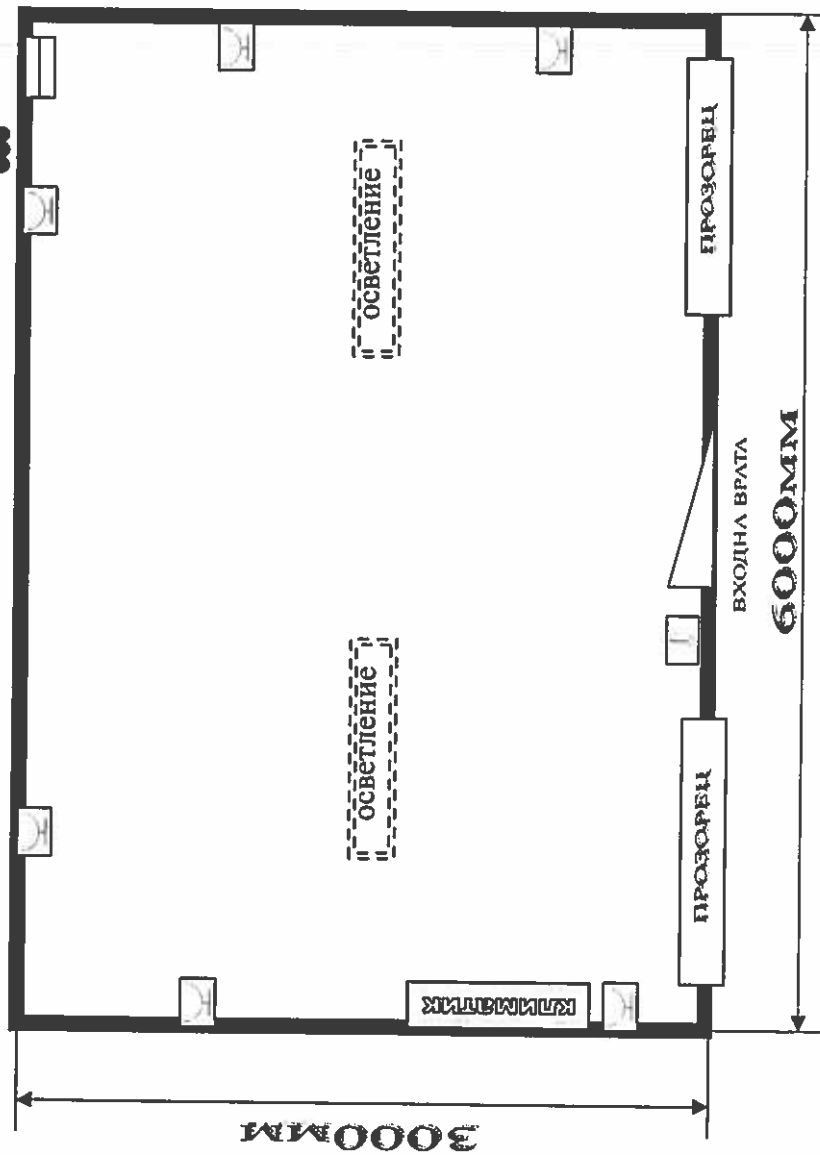 осветление
осветление
КЛИМАТИК
ПРОЗОРЕЦ
ПРОЗОРЕЦ
ВХОДНА ВРАТА
6000ММ
3000ММ